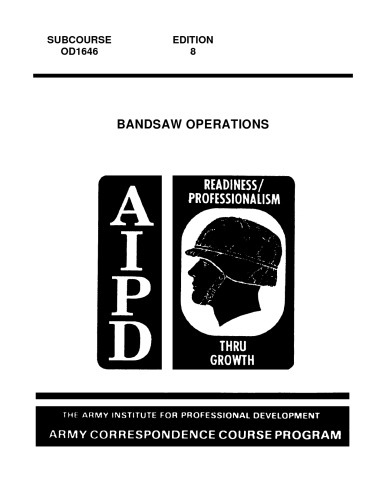 SUBCOURSE EDITION
OD1646 8
BANDSAW OPERATIONS
AIPD
READINESS/
PROFESSIONALISM
THRU
GROWTH
THE ARMY INSTITUTE FOR PROFESSIONAL DEVELOPMENT
ARMY CORRESPONDENCE COURSE PROGRAM